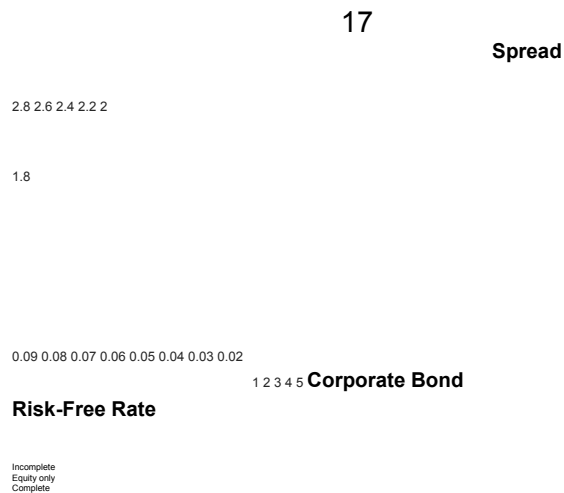 17
Spread
2.8 2.6 2.4 2.2 2
1.8
0.09 0.08 0.07 0.06 0.05 0.04 0.03 0.02
1 2 3 4 5 Corporate Bond
Risk-Free Rate
Incomplete
Equity only
Complete